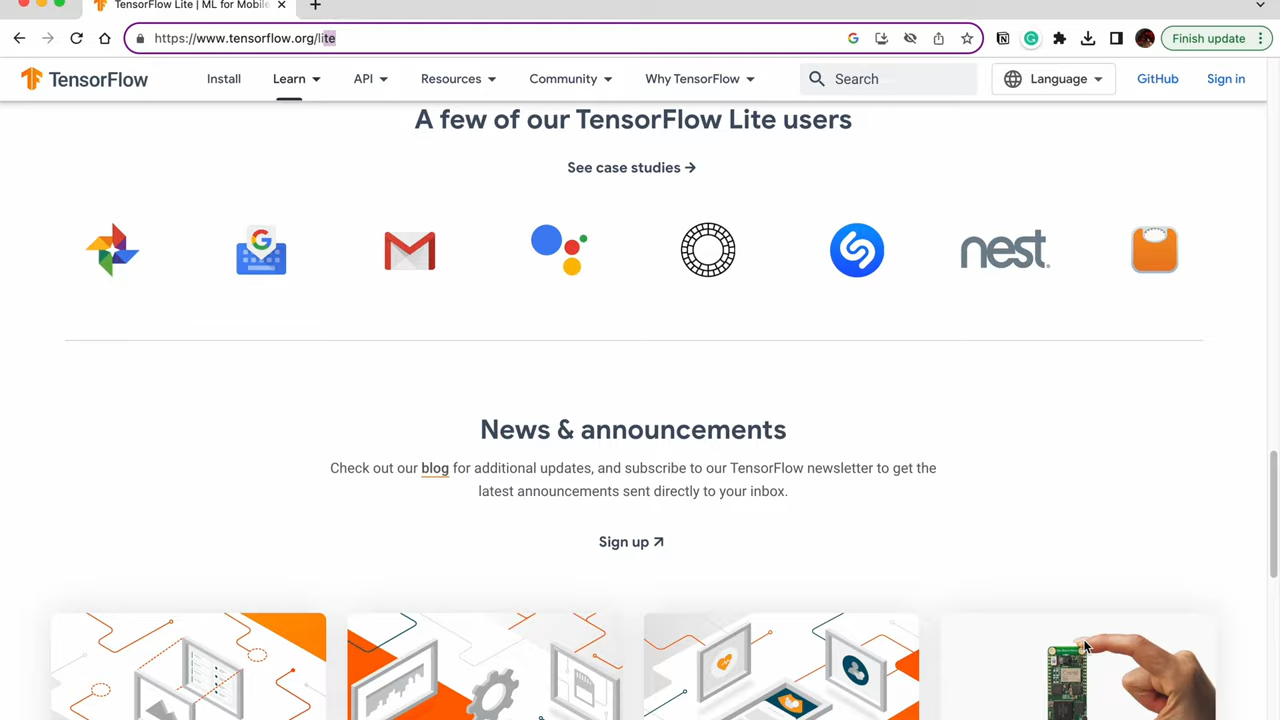 TensorFlow Lite | ML for Mobile
https://www.tensorflow.org/lite
Finish update
TensorFlow
Install
Learn
API
Resources
Community
Why TensorFlow
Search
Language
GitHub
Sign in
A few of our TensorFlow Lite users
See case studies →
G
nest
News & announcements
Check out our blog for additional updates, and subscribe to our TensorFlow newsletter to get the
latest announcements sent directly to your inbox.
Sign up